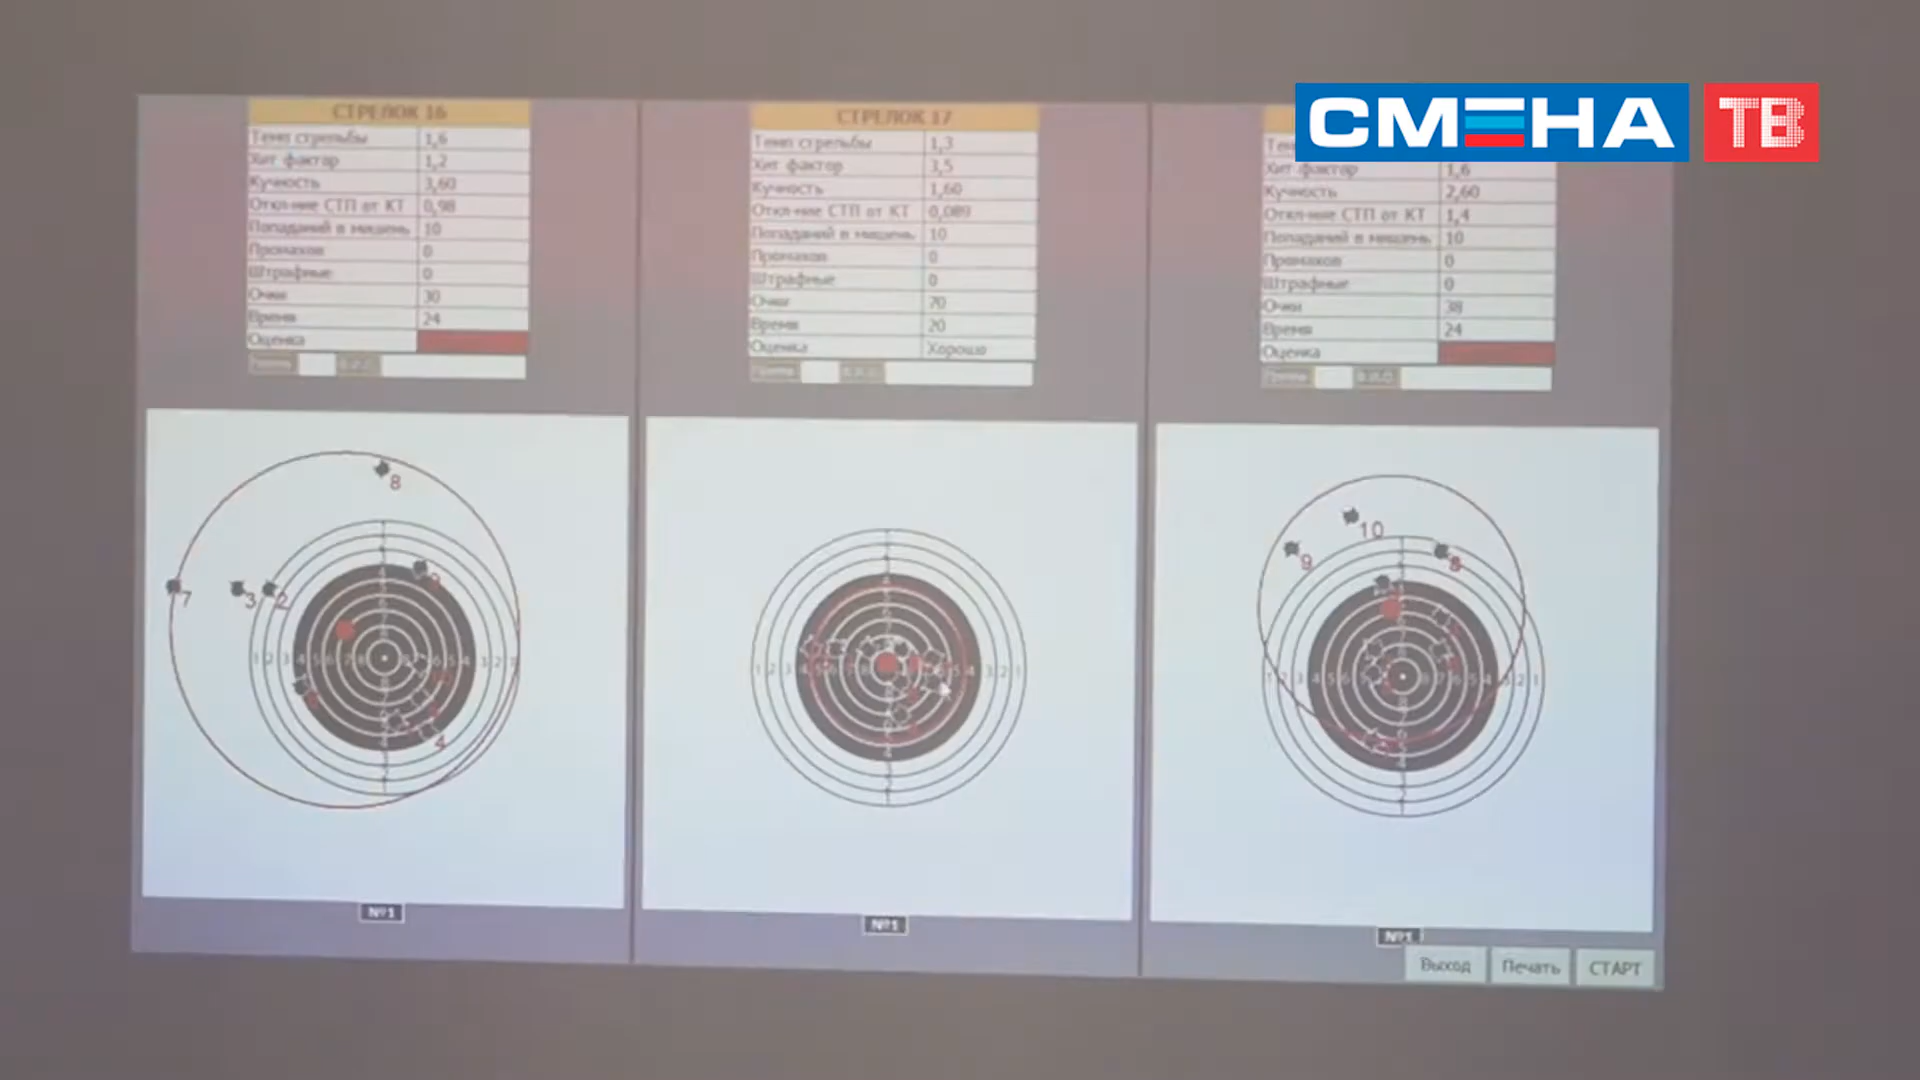 СМЕНА ТВ
СТРЕЛОК 16
Темп стрельбы 1,6
Хит фактор 1,2
Кучность 3,60
Откл-ние СТП от КТ 0,98
Попаданий в мишень 10
Промахов 0
Штрафные 0
Очки 30
Время 24
Оценка
СТРЕЛОК 17
Темп стрельбы 1,3
Хит фактор 3,5
Кучность 1,60
Откл-ние СТП от КТ 0,089
Попаданий в мишень 10
Промахов 0
Штрафные 0
Очки 70
Время 20
Оценка Хорошо
Хит фактор 1,6
Кучность 2,60
Откл-ние СТП от КТ 1,4
Попаданий в мишень 10
Промахов 0
Штрафные 0
Очки 38
Время 24
Оценка
8
7
3
2
4
10
9
8
№1
№1
№1
Выход
Печать
СТАРТ